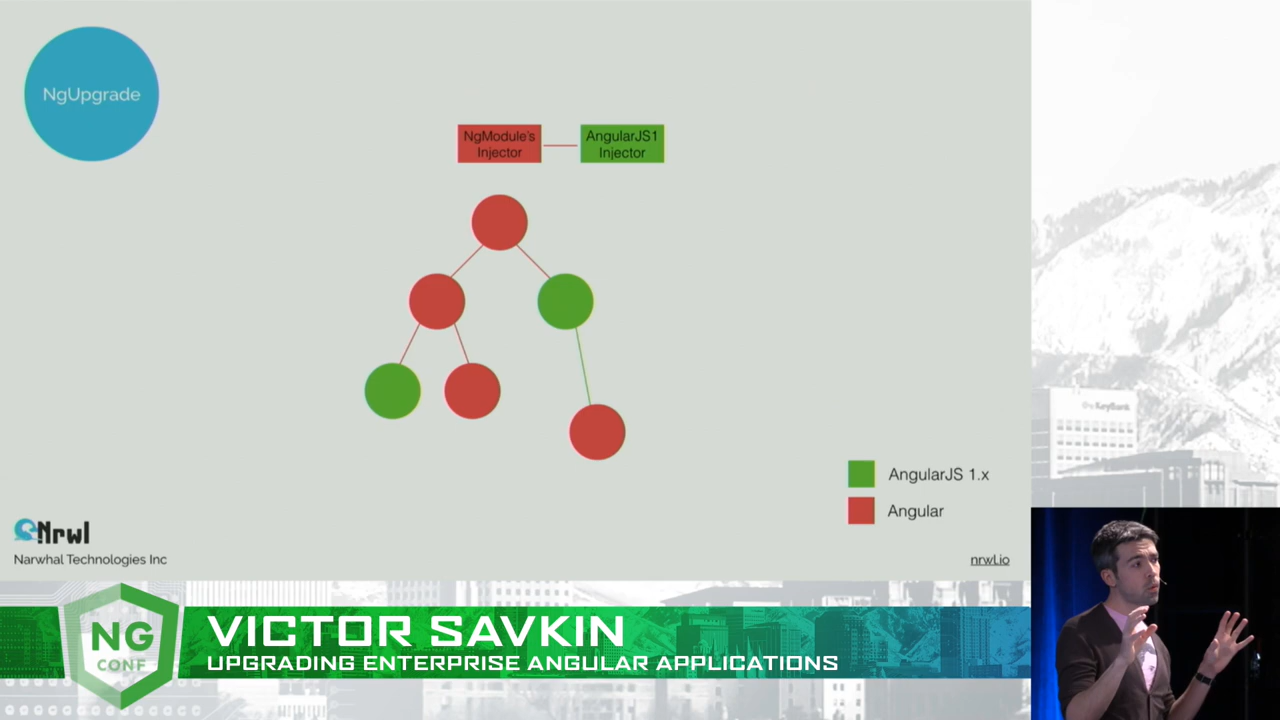 NgUpgrade
NgModule's
Injector
AngularJS1
Injector
AngularJS 1.x
Angular
Nrwl
Narwhal Technologies Inc
nrwl.io
KeyBank
NG
CONF
VICTOR SAVKIN
UPGRADING ENTERPRISE ANGULAR APPLICATIONS